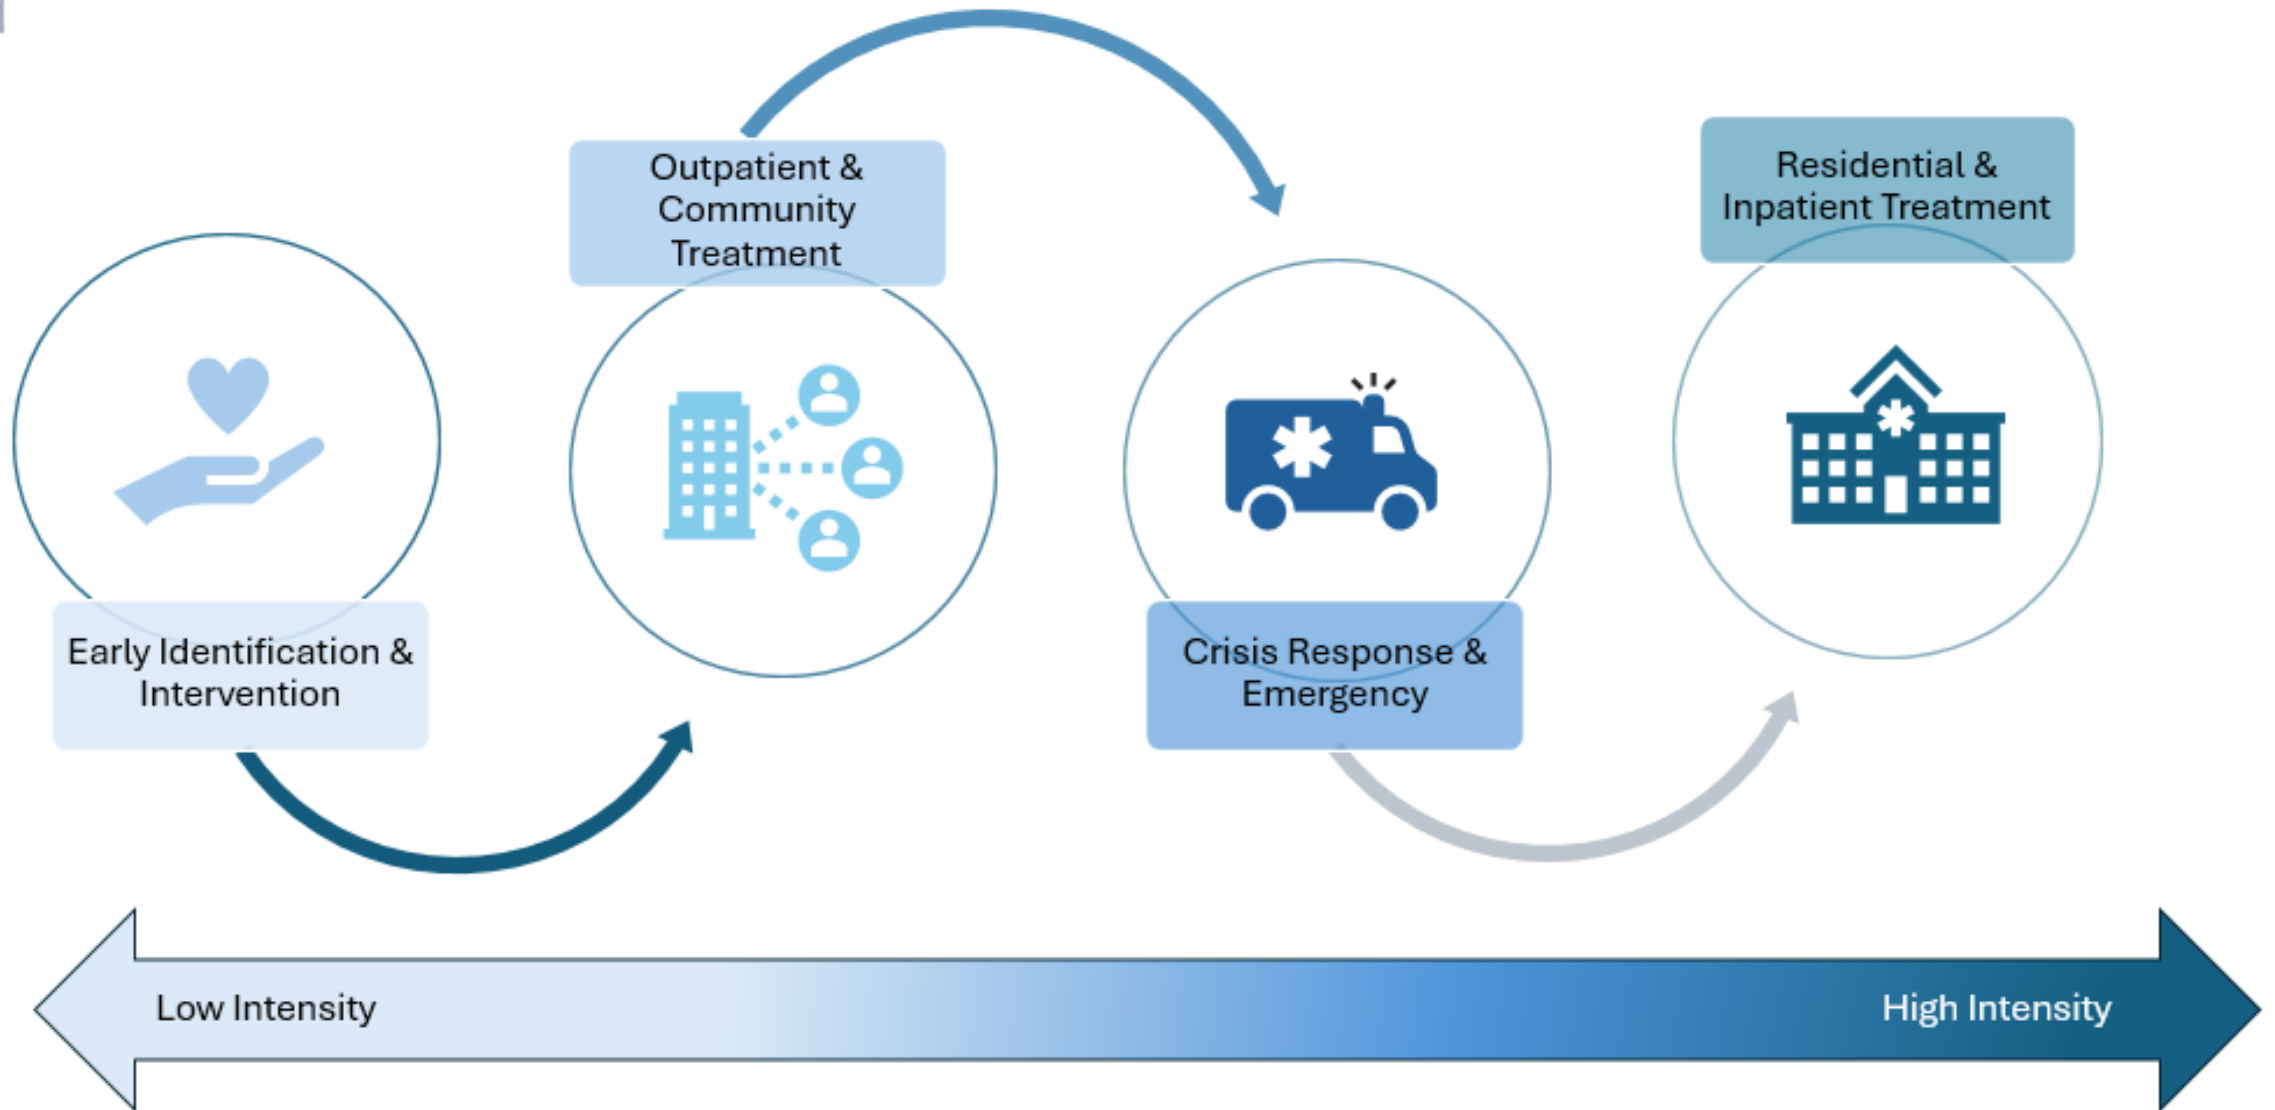 Outpatient &
Community
Treatment
Residential &
Inpatient Treatment
Early Identification &
Intervention
Crisis Response &
Emergency
Low Intensity
High Intensity